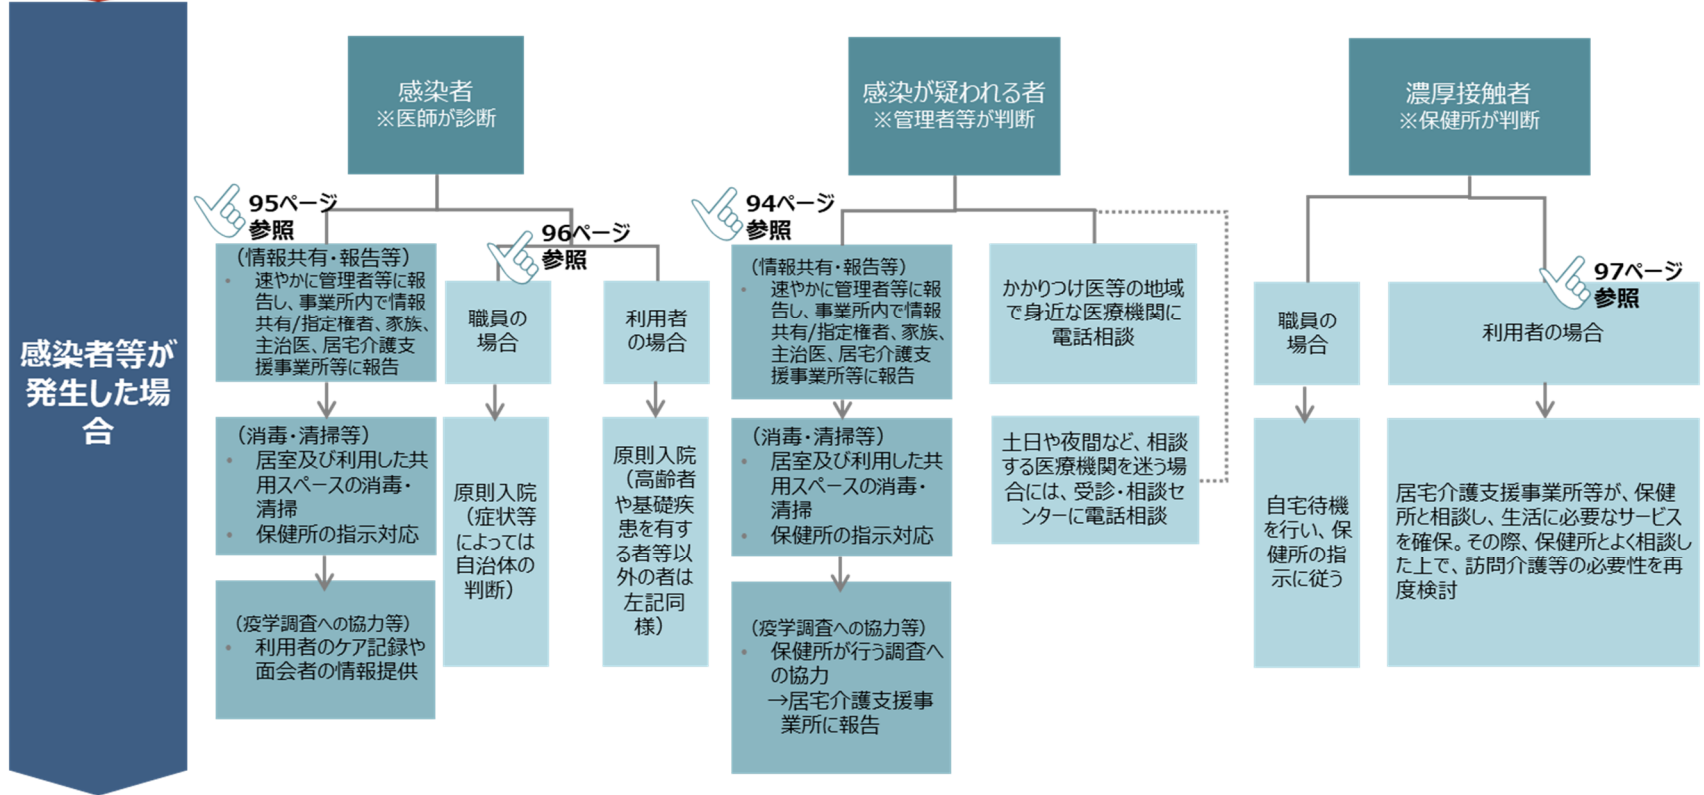 感染者等が
発生した場
合
感染者
※医師が診断
95ページ
参照
（情報共有・報告等）
• 速やかに管理者等に報
告し、事業所内で情報
共有/指定権者、家族、
主治医、居宅介護支
援事業所等に報告
（消毒・清掃等）
• 居室及び利用した共
用スペースの消毒・
清掃
• 保健所の指示対応
（疫学調査への協力等）
• 利用者のケア記録や
面会者の情報提供
96ページ
参照
職員の
場合
原則入院
（症状等
によっては
自治体の
判断）
利用者
の場合
原則入院
（高齢者
や基礎疾
患を有す
る者等以
外の者は
左記同
様）
感染が疑われる者
※管理者等が判断
94ページ
参照
（情報共有・報告等）
• 速やかに管理者等に報
告し、事業所内で情報
共有/指定権者、家族、
主治医、居宅介護支
援事業所等に報告
（消毒・清掃等）
• 居室及び利用した共
用スペースの消毒・
清掃
• 保健所の指示対応
（疫学調査への協力等）
• 保健所が行う調査へ
の協力
→居宅介護支援事
業所に報告
かかりつけ医等の地域
で身近な医療機関に
電話相談
土日や夜間など、相談
する医療機関を迷う場
合には、受診・相談セ
ンターに電話相談
濃厚接触者
※保健所が判断
職員の
場合
自宅待機
を行い、保
健所の指
示に従う
97ページ
参照
利用者の場合
居宅介護支援事業所等が、保健
所と相談し、生活に必要なサービス
を確保。その際、保健所とよく相談し
た上で、訪問介護等の必要性を再
度検討